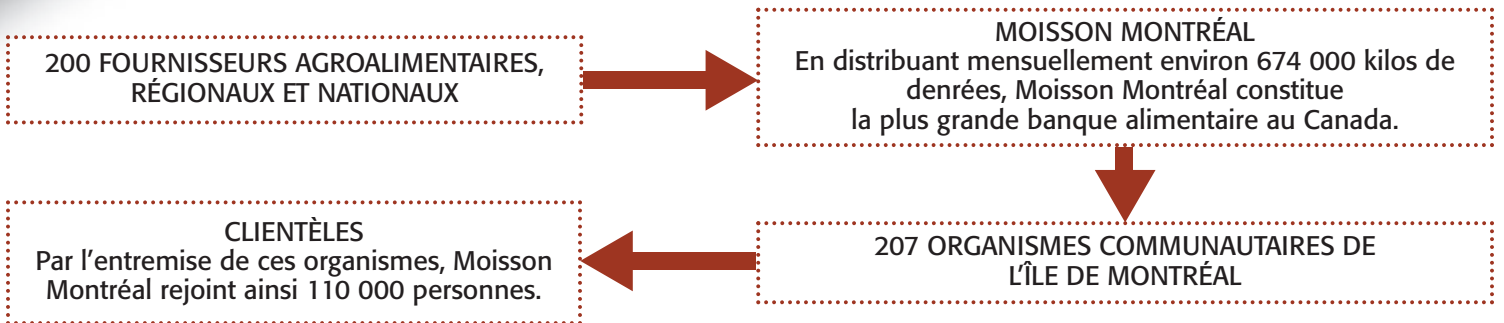 200 FOURNISSEURS AGROALIMENTAIRES,
RÉGIONAUX ET NATIONAUX
MOISSON MONTRÉAL
En distribuant mensuellement environ 674 000 kilos de
denrées, Moisson Montréal constitue
la plus grande banque alimentaire au Canada.
207 ORGANISMES COMMUNAUTAIRES DE
L’ÎLE DE MONTRÉAL
CLIENTÈLES
Par l’entremise de ces organismes, Moisson
Montréal rejoint ainsi 110 000 personnes.